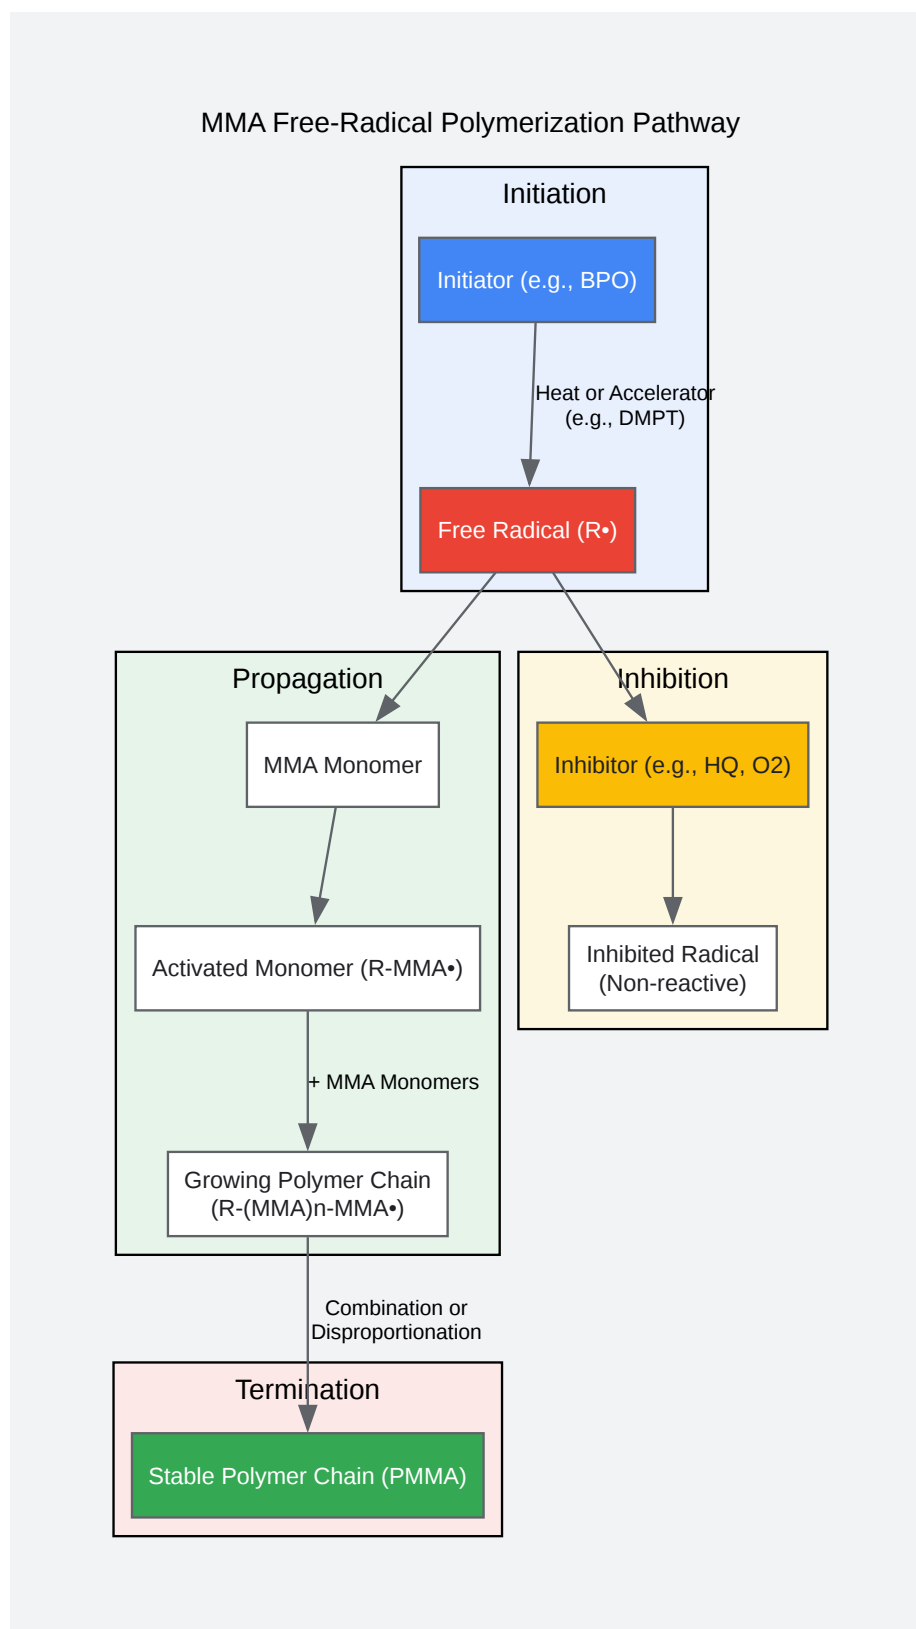 MMA Free-Radical Polymerization Pathway
Initiation
Initiator (e.g., BPO)
Heat or Accelerator
(e.g., DMPT)
Free Radical (R•)
Propagation
MMA Monomer
Activated Monomer (R-MMA•)
+ MMA Monomers
Growing Polymer Chain
(R-(MMA)n-MMA•)
Inhibition
Inhibitor (e.g., HQ, O2)
Inhibited Radical
(Non-reactive)
Combination or
Disproportionation
Termination
Stable Polymer Chain (PMMA)